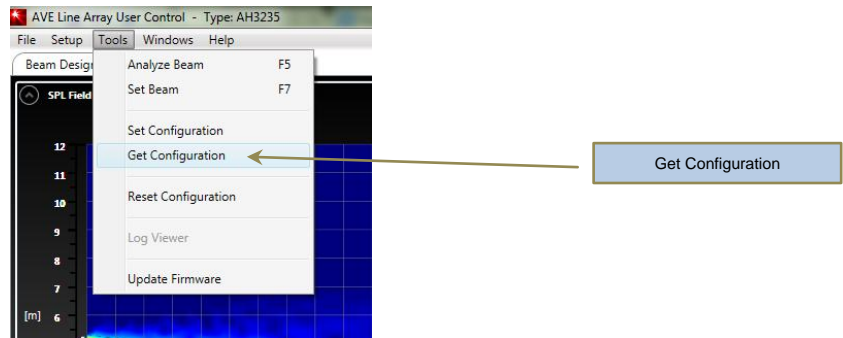 AVE Line Array User Control - Type: AH3235
File Setup Tools Windows Help
Beam Desig
Analyze Beam F5
SPL Field
Set Beam F7
Set Configuration
12
Get Configuration
Get Configuration
11
10
Reset Configuration
9
Log Viewer
8
Update Firmware
7
[m] 6